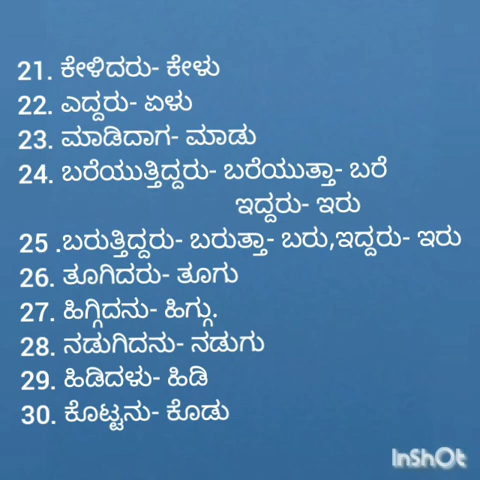 21. ಕೇಳಿದರು- ಕೇಳು
22. ಎದ್ದರು- ಏಳು
23. ಮಾಡಿದಾಗ- ಮಾಡು
24. ಬರೆಯುತ್ತಿದ್ದರು- ಬರೆಯುತ್ತಾ- ಬರೆ
ಇದ್ದರು- ಇರು
25 .ಬರುತ್ತಿದ್ದರು- ಬರುತ್ತಾ- ಬರು,ಇದ್ದರು- ಇರು
26. ತೂಗಿದರು- ತೂಗು
27. ಹಿಗ್ಗಿದನು- ಹಿಗ್ಗು.
28. ನಡುಗಿದನು- ನಡುಗು
29. ಹಿಡಿದಳು- ಹಿಡಿ
30. ಕೊಟ್ಟನು- ಕೊಡು
InShOt